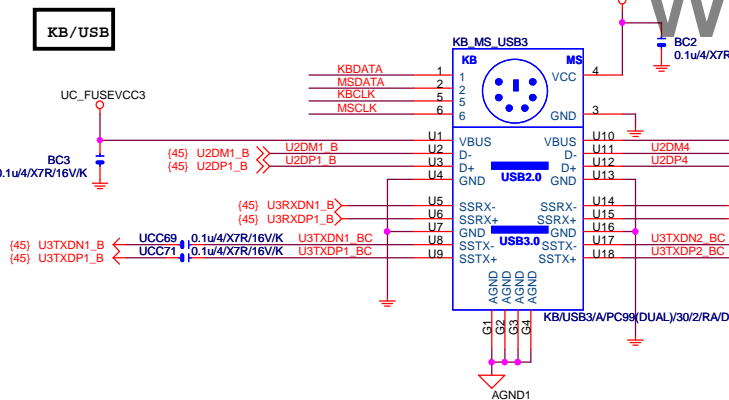 KB/USB
W
KB_MS_USB3
BC2
0.1u/4/X7R
KB
MS
KBDATA 1 1 VCC 4
MSDATA 2 2
KBCLK 5 5
MSCLK 6 6 GND 3
UC_FUSEVCC3
BC3
0.1u/4/X7R/16V/K
U1 VBUS VBUS U10
{45} U2DM1_B U2DM1_B U2 D- D- U11 U2DM4
{45} U2DP1_B U2DP1_B U3 D+ D+ U12 U2DP4
U4 GND GND U13
USB2.0
{45} U3RXDN1_B U5 SSRX- SSRX- U14
{45} U3RXDP1_B U6 SSRX+ SSRX+ U15
U7 GND GND U16
USB3.0
{45} U3TXDN1_B UCC69 0.1u/4/X7R/16V/K U3TXDN1_BC U8 SSTX- SSTX- U17 U3TXDN2_BC
{45} U3TXDP1_B UCC71 0.1u/4/X7R/16V/K U3TXDP1_BC U9 SSTX+ SSTX+ U18 U3TXDP2_BC
AGND AGND AGND AGND
G1 G2 G3 G4
KB/USB3/A/PC99(DUAL)/30/2/RA/D
AGND1